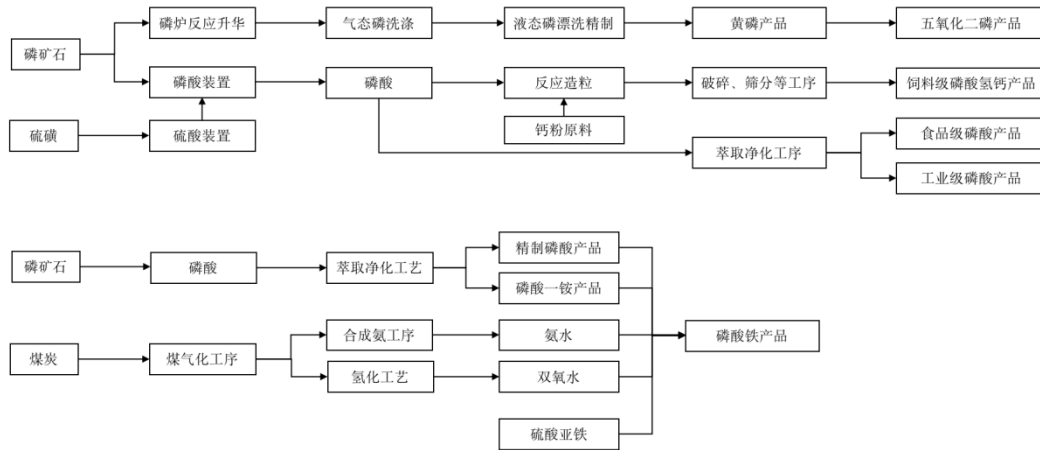 磷炉反应升华
气态磷洗涤
液态磷漂洗精制
黄磷产品
五氧化二磷产品
磷矿石
磷酸装置
磷酸
反应造粒
破碎、筛分等工序
饲料级磷酸氢钙产品
硫磺
硫酸装置
钙粉原料
食品级磷酸产品
萃取净化工序
工业级磷酸产品
精制磷酸产品
磷矿石
磷酸
萃取净化工艺
磷酸一铵产品
合成氨工序
氨水
磷酸铁产品
煤炭
煤气化工序
氢化工艺
双氧水
硫酸亚铁